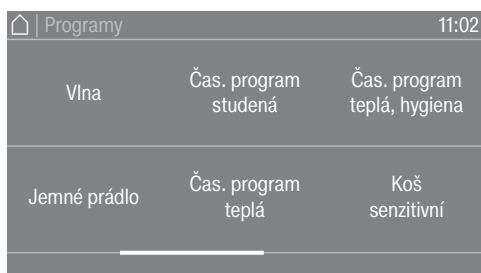 | Programy 11:02
Vlna
Čas. program
studená
Čas. program
teplá, hygiena
Jemné prádlo
Čas. program
teplá
Koš
senzitivní